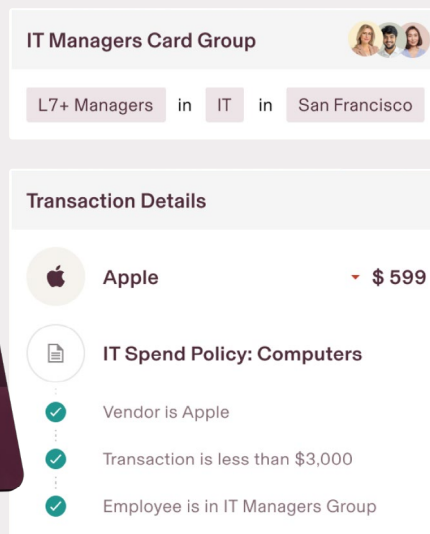 IT Managers Card Group
L7+ Managers in IT in San Francisco
Transaction Details
Apple $ 599
IT Spend Policy: Computers
Vendor is Apple
Transaction is less than $3,000
Employee is in IT Managers Group